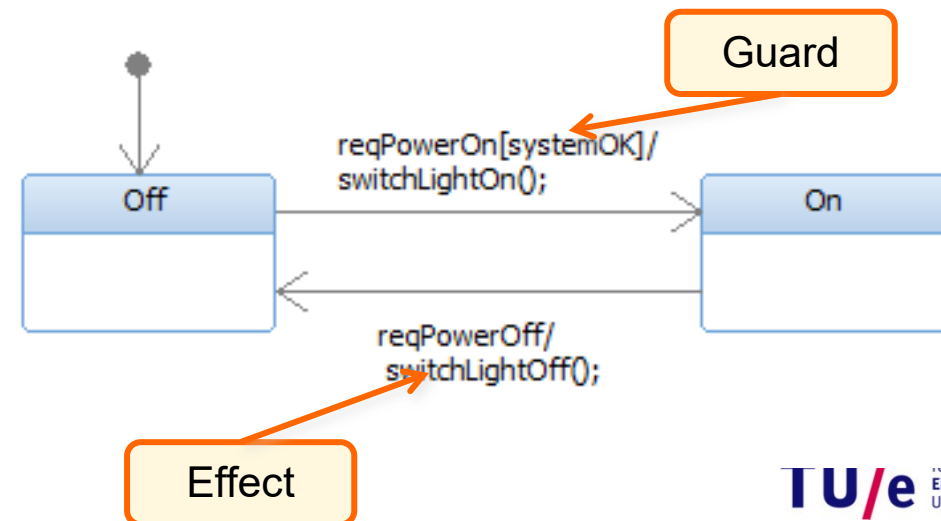 Guard
reqPowerOn[systemOK]/
switchLightOn();
Off
On
reqPowerOff/
switchLightOff();
Effect
TU/e